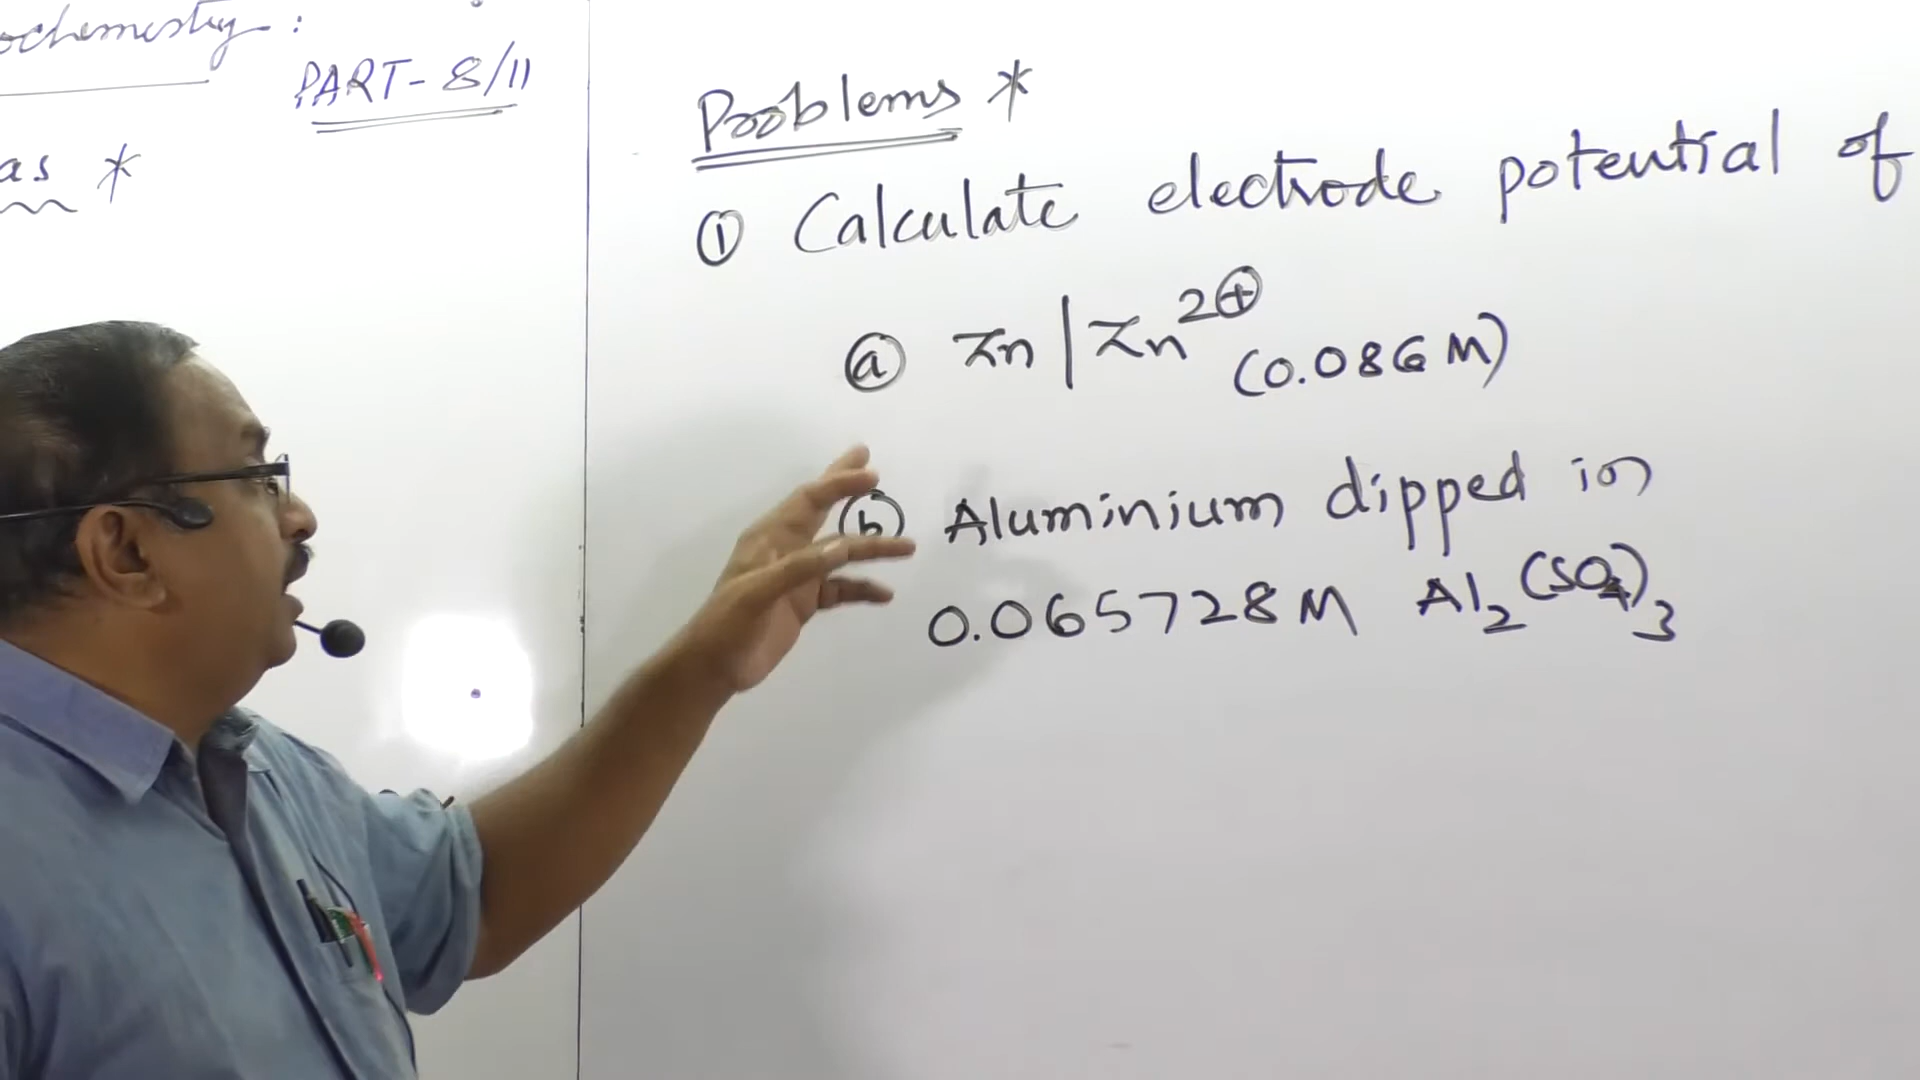 PART-8/11
as *
Problems *
① Calculate electrode potential of
ⓐ Zn | Zn²⊕ (0.086 M)
ⓑ Aluminium dipped in
0.065728 M Al₂(SO₄)₃